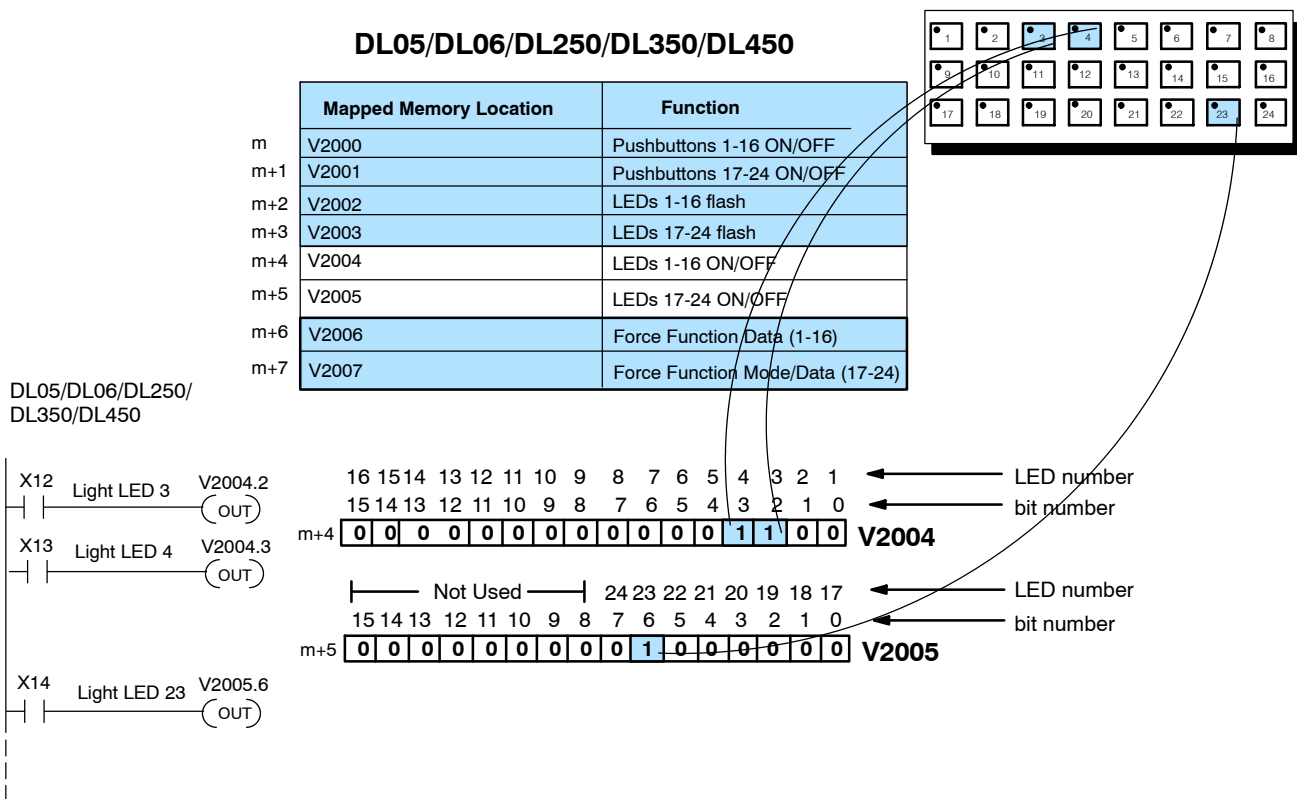 DL05/DL06/DL250/DL350/DL450
1 2 3 4 5 6 7 8
9 10 11 12 13 14 15 16
17 18 19 20 21 22 23 24
Mapped Memory Location Function
m V2000 Pushbuttons 1-16 ON/OFF
m+1 V2001 Pushbuttons 17-24 ON/OFF
m+2 V2002 LEDs 1-16 flash
m+3 V2003 LEDs 17-24 flash
m+4 V2004 LEDs 1-16 ON/OFF
m+5 V2005 LEDs 17-24 ON/OFF
m+6 V2006 Force Function Data (1-16)
m+7 V2007 Force Function Mode/Data (17-24)
DL05/DL06/DL250/
DL350/DL450
X12 Light LED 3 V2004.2
OUT
X13 Light LED 4 V2004.3
OUT
X14 Light LED 23 V2005.6
OUT
16 15 14 13 12 11 10 9 8 7 6 5 4 3 2 1 LED number
15 14 13 12 11 10 9 8 7 6 5 4 3 2 1 0 bit number
m+4 0 0 0 0 0 0 0 0 0 0 0 0 1 1 0 0 V2004
Not Used 24 23 22 21 20 19 18 17 LED number
15 14 13 12 11 10 9 8 7 6 5 4 3 2 1 0 bit number
m+5 0 0 0 0 0 0 0 0 0 1 0 0 0 0 0 0 V2005